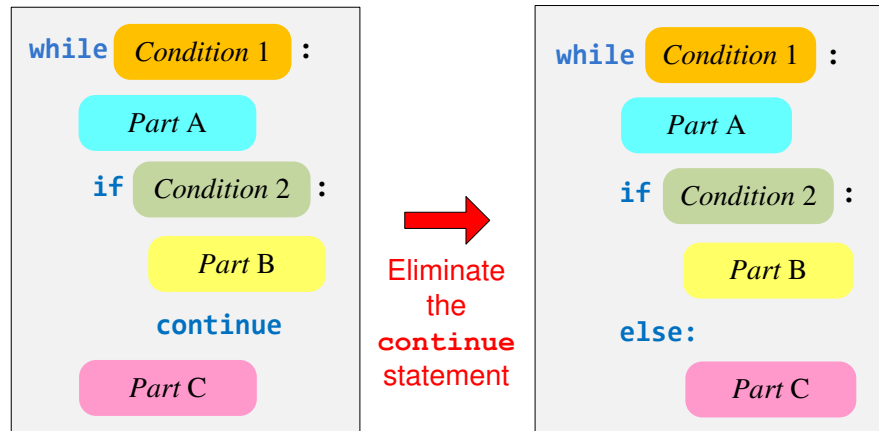 while Condition 1 :
Part A
if Condition 2 :
Part B
continue
Part C
Eliminate
the
continue
statement
while Condition 1 :
Part A
if Condition 2 :
Part B
else:
Part C